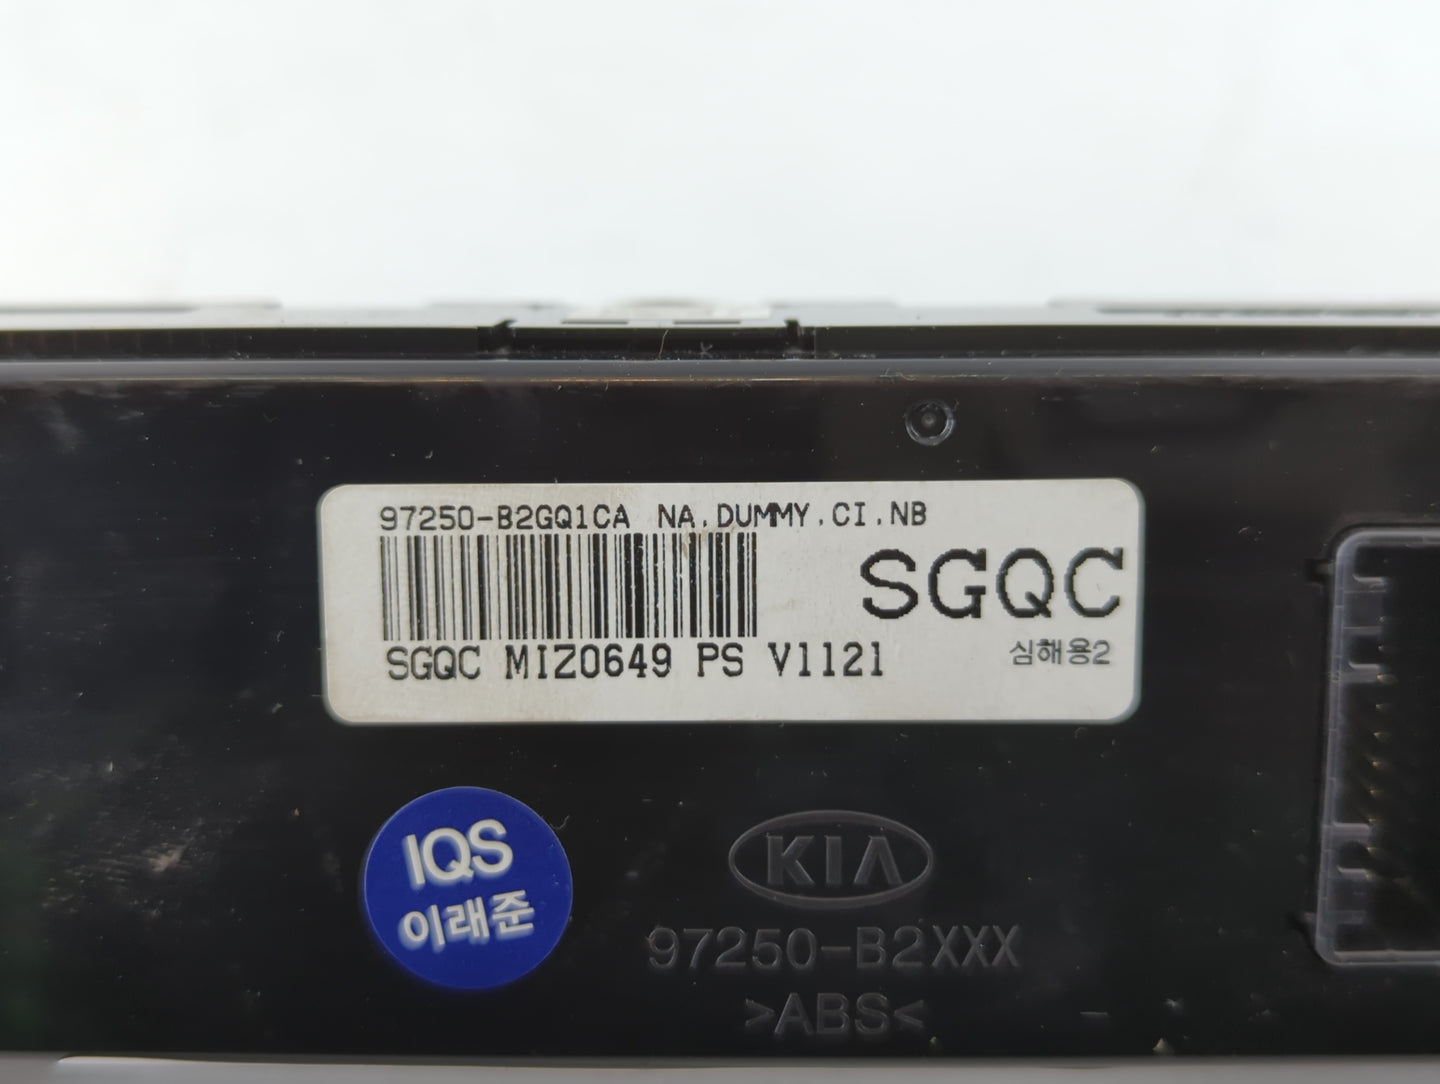 97250-B2GQ1CA NA.DUMMY.CI.NB
SGQC
SGQC MIZ0649 PS V1121
심해용2
IQS
이래준
KIA
97250-B2XXX
>ABS<